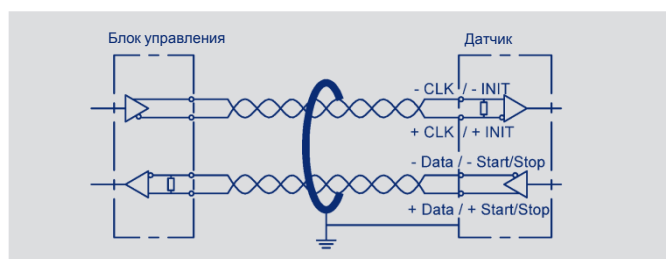 Блок управления
Датчик
- CLK / - INIT
+ CLK / + INIT
- Data / - Start/Stop
+ Data / + Start/Stop